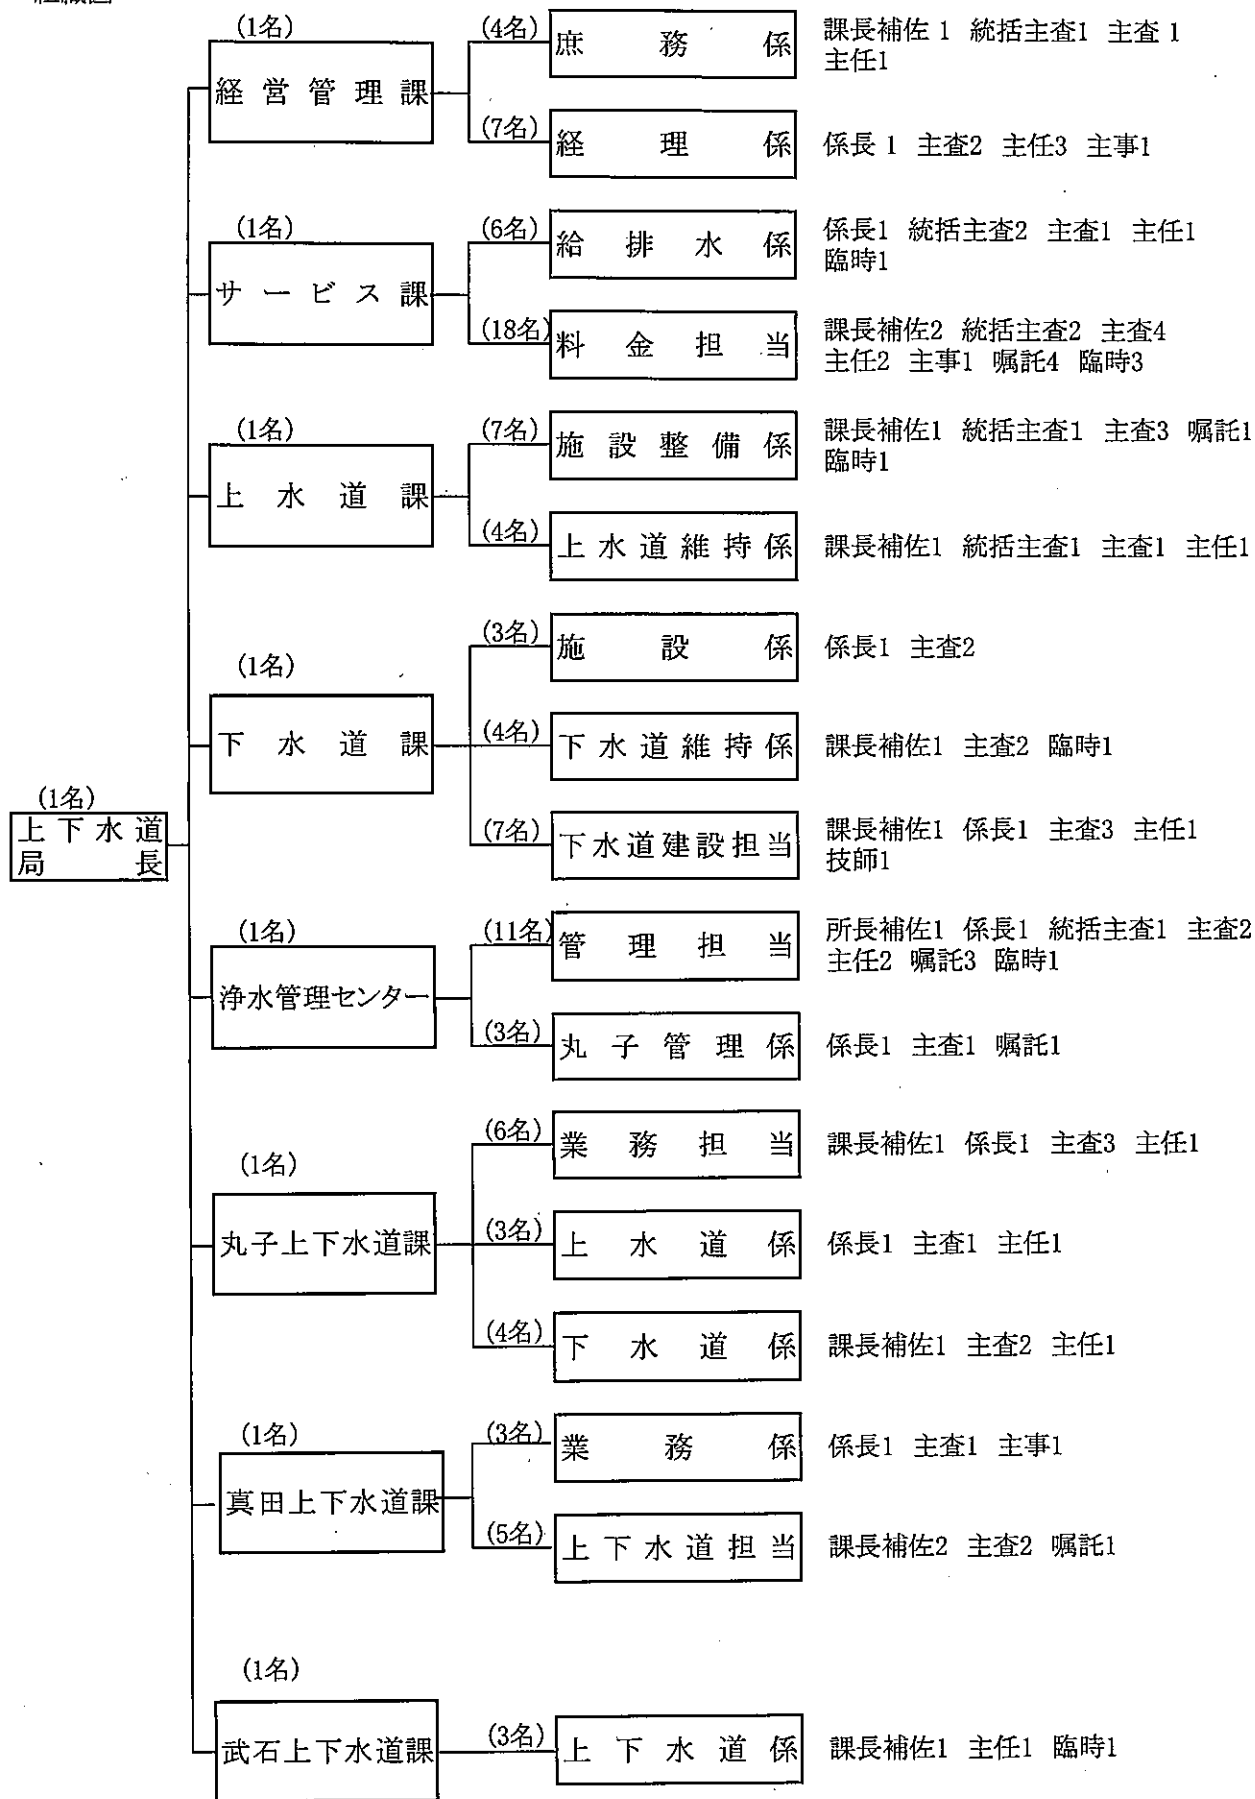 (1名)
上下水道
局長
(1名)
経営管理課
(4名)
庶務係
課長補佐1 統括主査1 主査1
主任1
(7名)
経理係
係長1 主査2 主任3 主事1
(1名)
サービス課
(6名)
給排水係
係長1 統括主査2 主査1 主任1
臨時1
(18名)
料金担当
課長補佐2 統括主査2 主査4
主任2 主事1 嘱託4 臨時3
(1名)
上水道課
(7名)
施設整備係
課長補佐1 統括主査1 主査3 嘱託1
臨時1
(4名)
上水道維持係
課長補佐1 統括主査1 主査1 主任1
(1名)
下水道課
(3名)
施設係
係長1 主査2
(4名)
下水道維持係
課長補佐1 主査2 臨時1
(7名)
下水道建設担当
課長補佐1 係長1 主査3 主任1
技師1
(1名)
浄水管理センター
(11名)
管理担当
所長補佐1 係長1 統括主査1 主査2
主任2 嘱託3 臨時1
(3名)
丸子管理係
係長1 主査1 嘱託1
(1名)
丸子上下水道課
(6名)
業務担当
課長補佐1 係長1 主査3 主任1
(3名)
上水道係
係長1 主査1 主任1
(4名)
下水道係
課長補佐1 主査2 主任1
(1名)
真田上下水道課
(3名)
業務係
係長1 主査1 主事1
(5名)
上下水道担当
課長補佐2 主査2 嘱託1
(1名)
武石上下水道課
(3名)
上下水道係
課長補佐1 主任1 臨時1